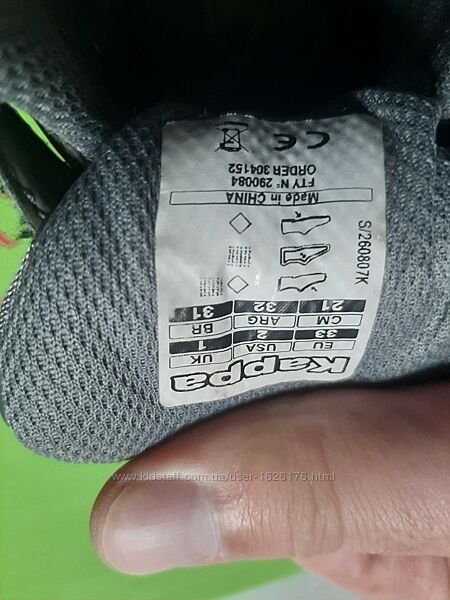 Kappa
EU USA UK
33 2 1
CM ARG BR
21 32 31
Made in CHINA
FTY N° 290084
ORDER 304152
CE
S/260807K
www.kidstaff.com.ua/user-1626176.html